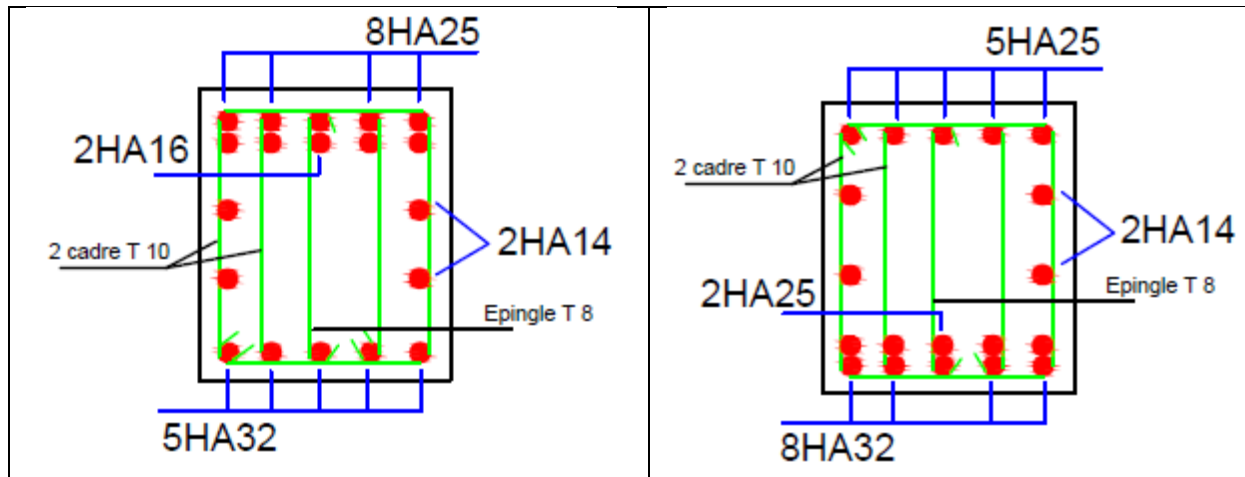 8HA25
2HA16
2 cadre T 10
2HA14
Epingle T 8
5HA32
5HA25
2 cadre T 10
2HA14
2HA25
Epingle T 8
8HA32